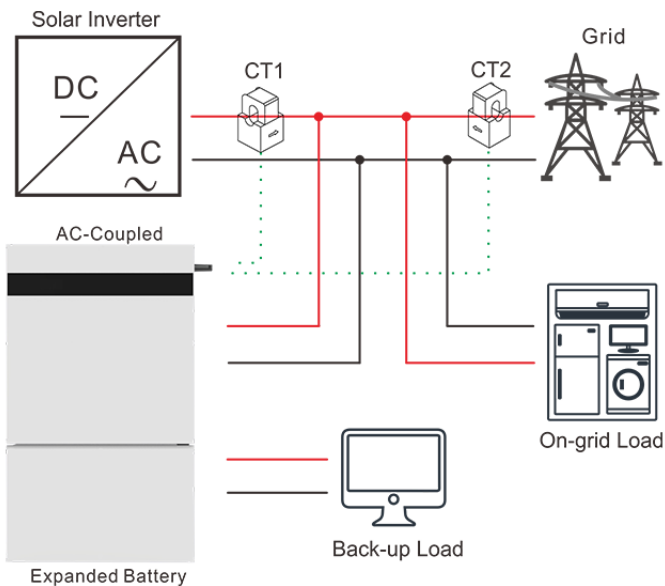 Solar Inverter
DC
AC
CT1
CT2
Grid
AC-Coupled
On-grid Load
Back-up Load
Expanded Battery